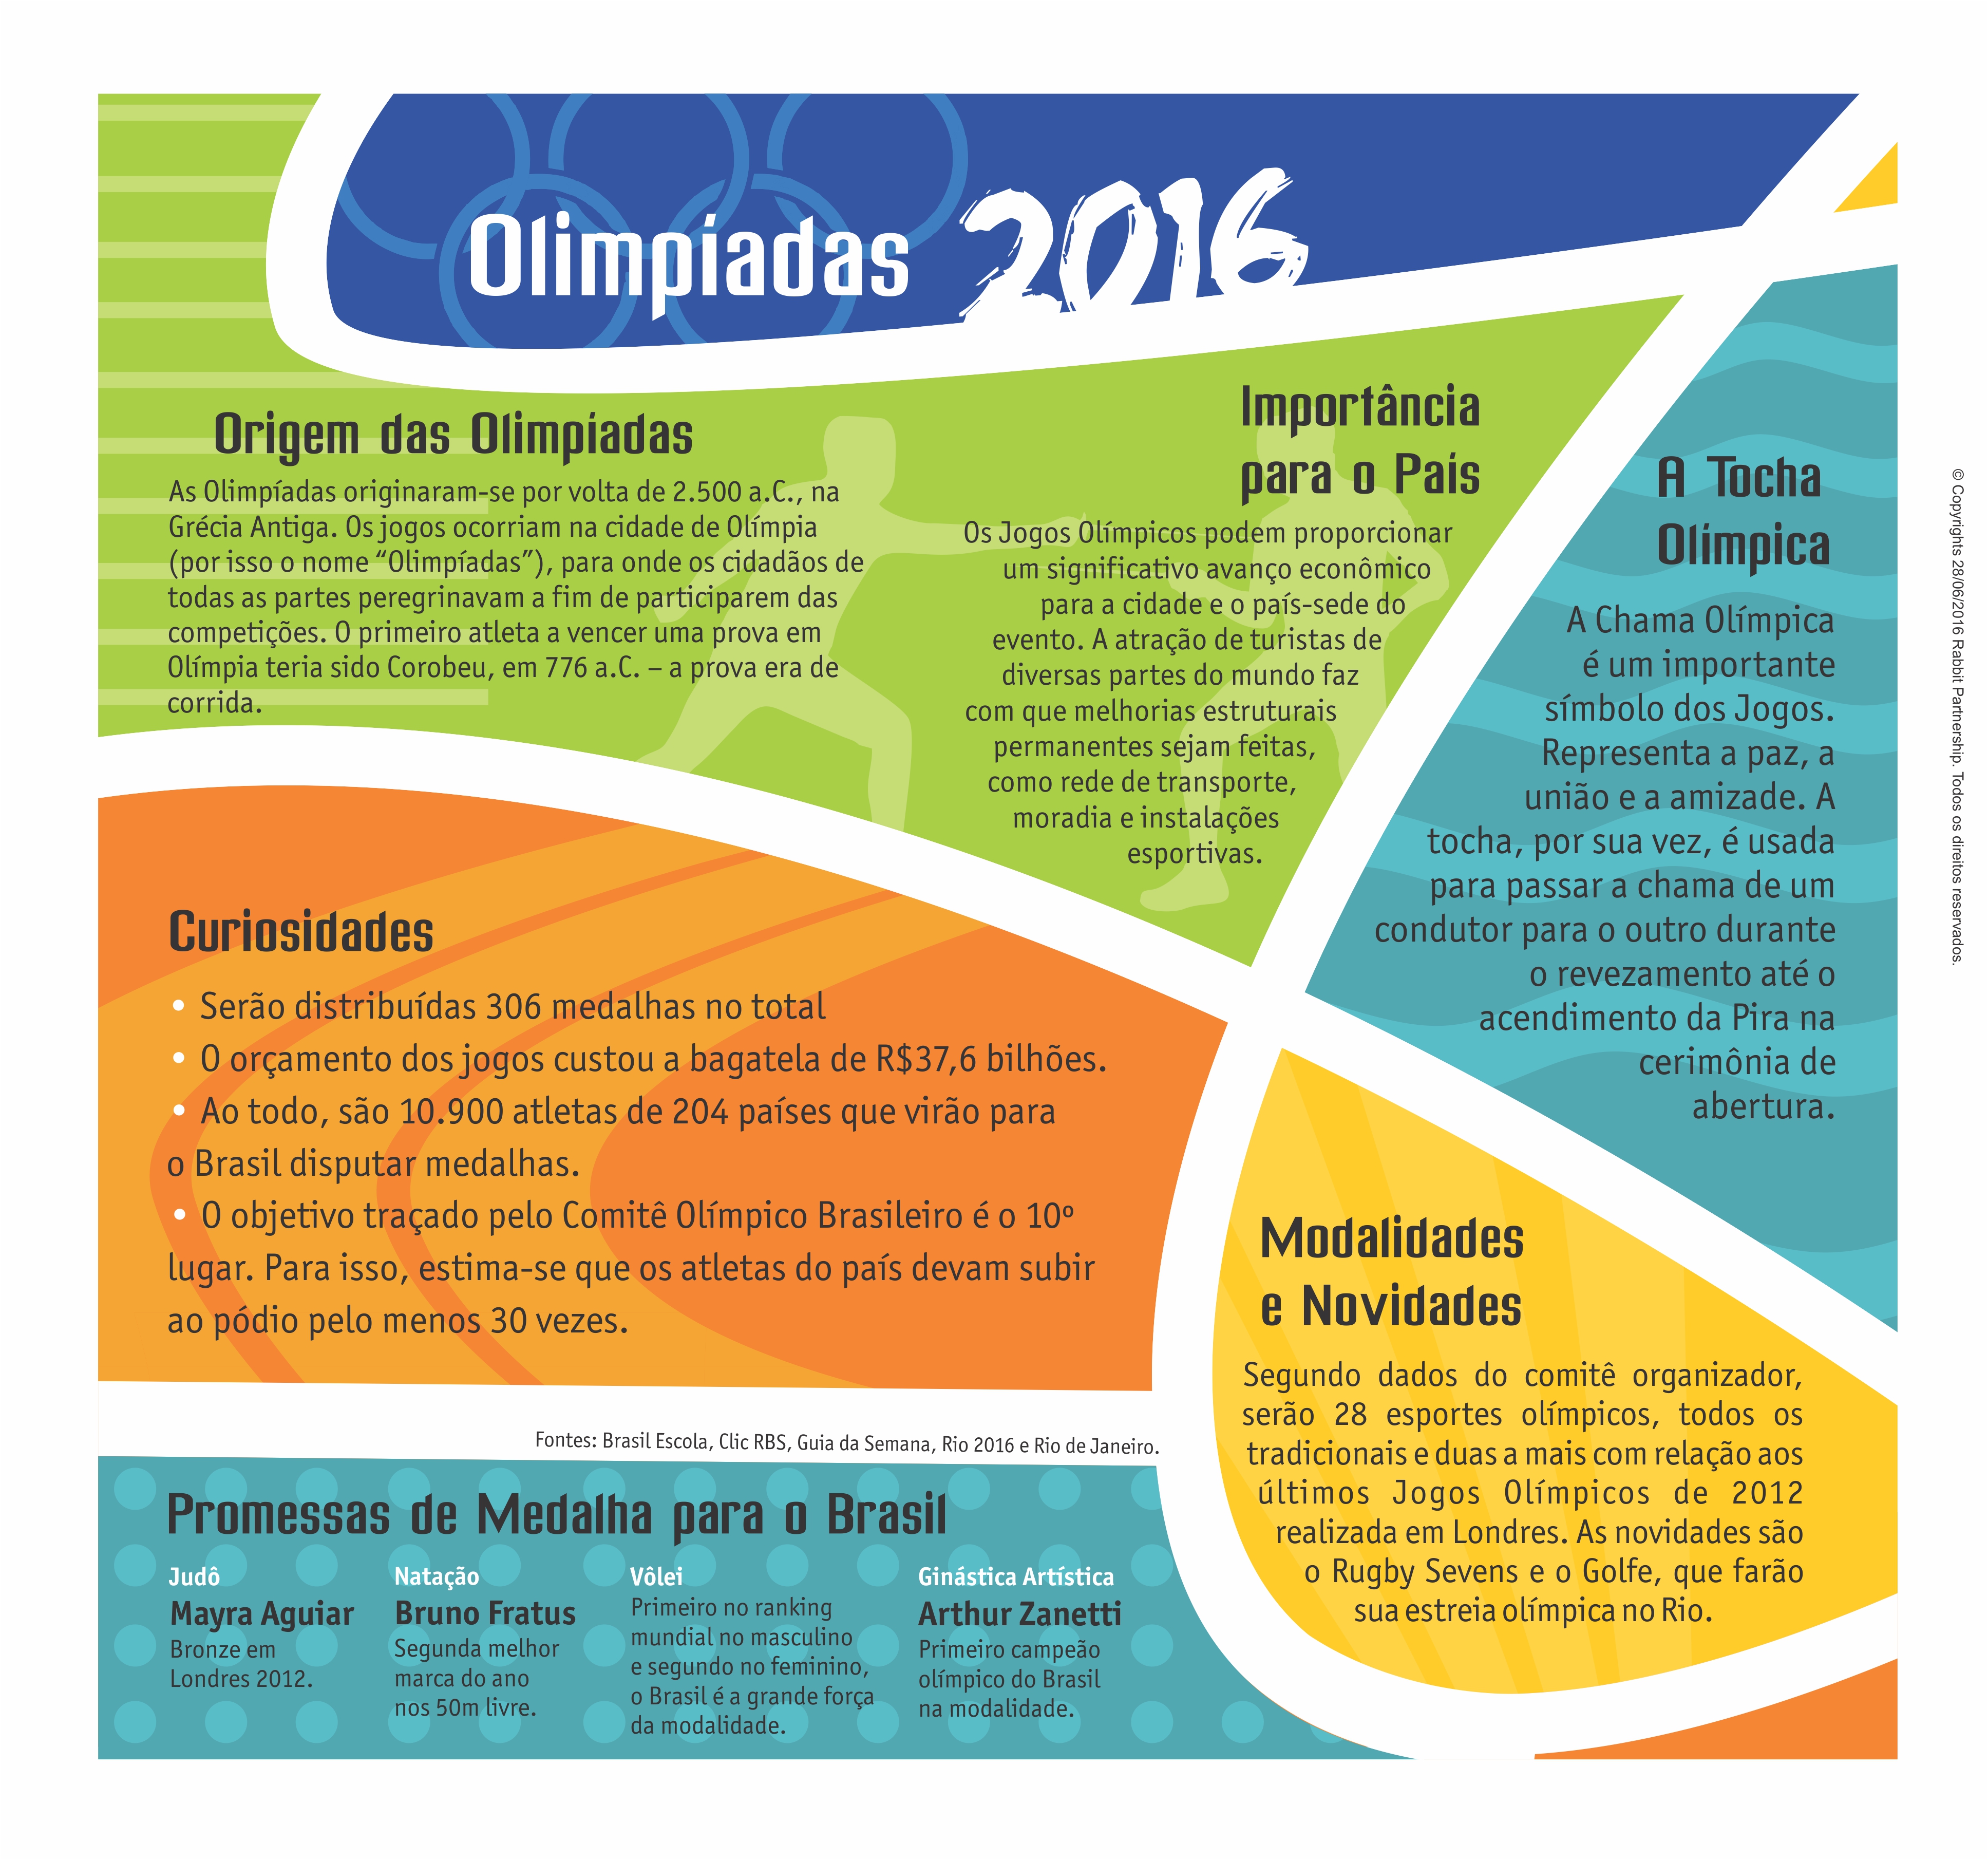 Olimpíadas 2016
Origem das Olimpíadas
As Olimpíadas originaram-se por volta de 2.500 a.C., na
Grécia Antiga. Os jogos ocorriam na cidade de Olímpia
(por isso o nome “Olimpíadas”), para onde os cidadãos de
todas as partes peregrinavam a fim de participarem das
competições. O primeiro atleta a vencer uma prova em
Olímpia teria sido Corobeu, em 776 a.C. – a prova era de
corrida.
Importância
para o País
Os Jogos Olímpicos podem proporcionar
um significativo avanço econômico
para a cidade e o país-sede do
evento. A atração de turistas de
diversas partes do mundo faz
com que melhorias estruturais
permanentes sejam feitas,
como rede de transporte,
moradia e instalações
esportivas.
A Tocha
Olímpica
A Chama Olímpica
é um importante
símbolo dos Jogos.
Representa a paz, a
união e a amizade. A
tocha, por sua vez, é usada
para passar a chama de um
condutor para o outro durante
o revezamento até o
acendimento da Pira na
cerimônia de
abertura.
Curiosidades
• Serão distribuídas 306 medalhas no total
• O orçamento dos jogos custou a bagatela de R$37,6 bilhões.
• Ao todo, são 10.900 atletas de 204 países que virão para
o Brasil disputar medalhas.
• O objetivo traçado pelo Comitê Olímpico Brasileiro é o 10º
lugar. Para isso, estima-se que os atletas do país devam subir
ao pódio pelo menos 30 vezes.
Modalidades
e Novidades
Segundo dados do comitê organizador,
serão 28 esportes olímpicos, todos os
tradicionais e duas a mais com relação aos
últimos Jogos Olímpicos de 2012
realizada em Londres. As novidades são
o Rugby Sevens e o Golfe, que farão
sua estreia olímpica no Rio.
Fontes: Brasil Escola, Clic RBS, Guia da Semana, Rio 2016 e Rio de Janeiro.
Promessas de Medalha para o Brasil
Judô
Mayra Aguiar
Bronze em
Londres 2012.
Natação
Bruno Fratus
Segunda melhor
marca do ano
nos 50m livre.
Vôlei
Primeiro no ranking
mundial no masculino
e segundo no feminino,
o Brasil é a grande força
da modalidade.
Ginástica Artística
Arthur Zanetti
Primeiro campeão
olímpico do Brasil
na modalidade.
© Copyrights 28/06/2016 Rabbit Partnership. Todos os direitos reservados.